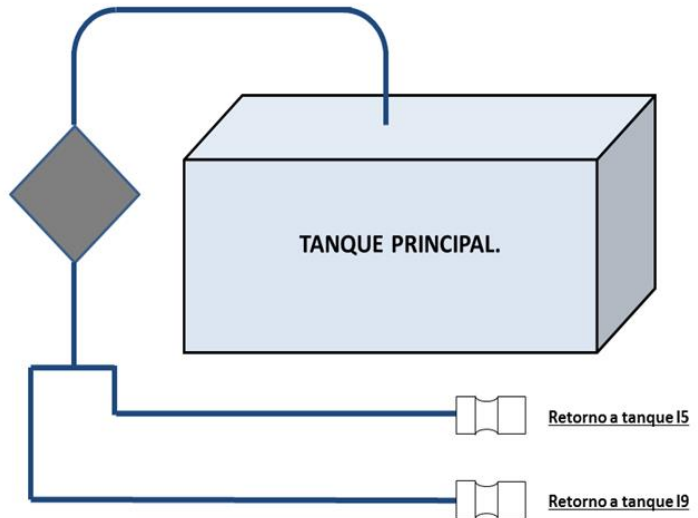 TANQUE PRINCIPAL.
Retorno a tanque I5
Retorno a tanque I9